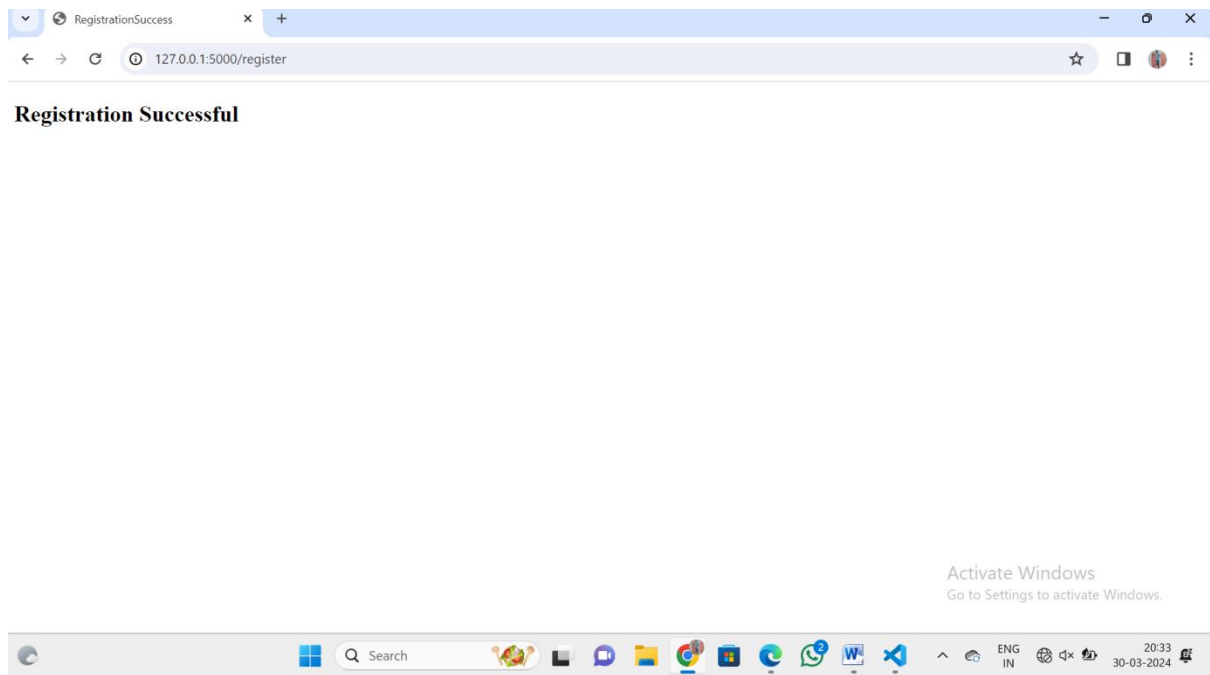 RegistrationSuccess
127.0.0.1:5000/register
Registration Successful
Activate Windows
Go to Settings to activate Windows.
Search
2
W
ENG
IN
20:33
30-03-2024